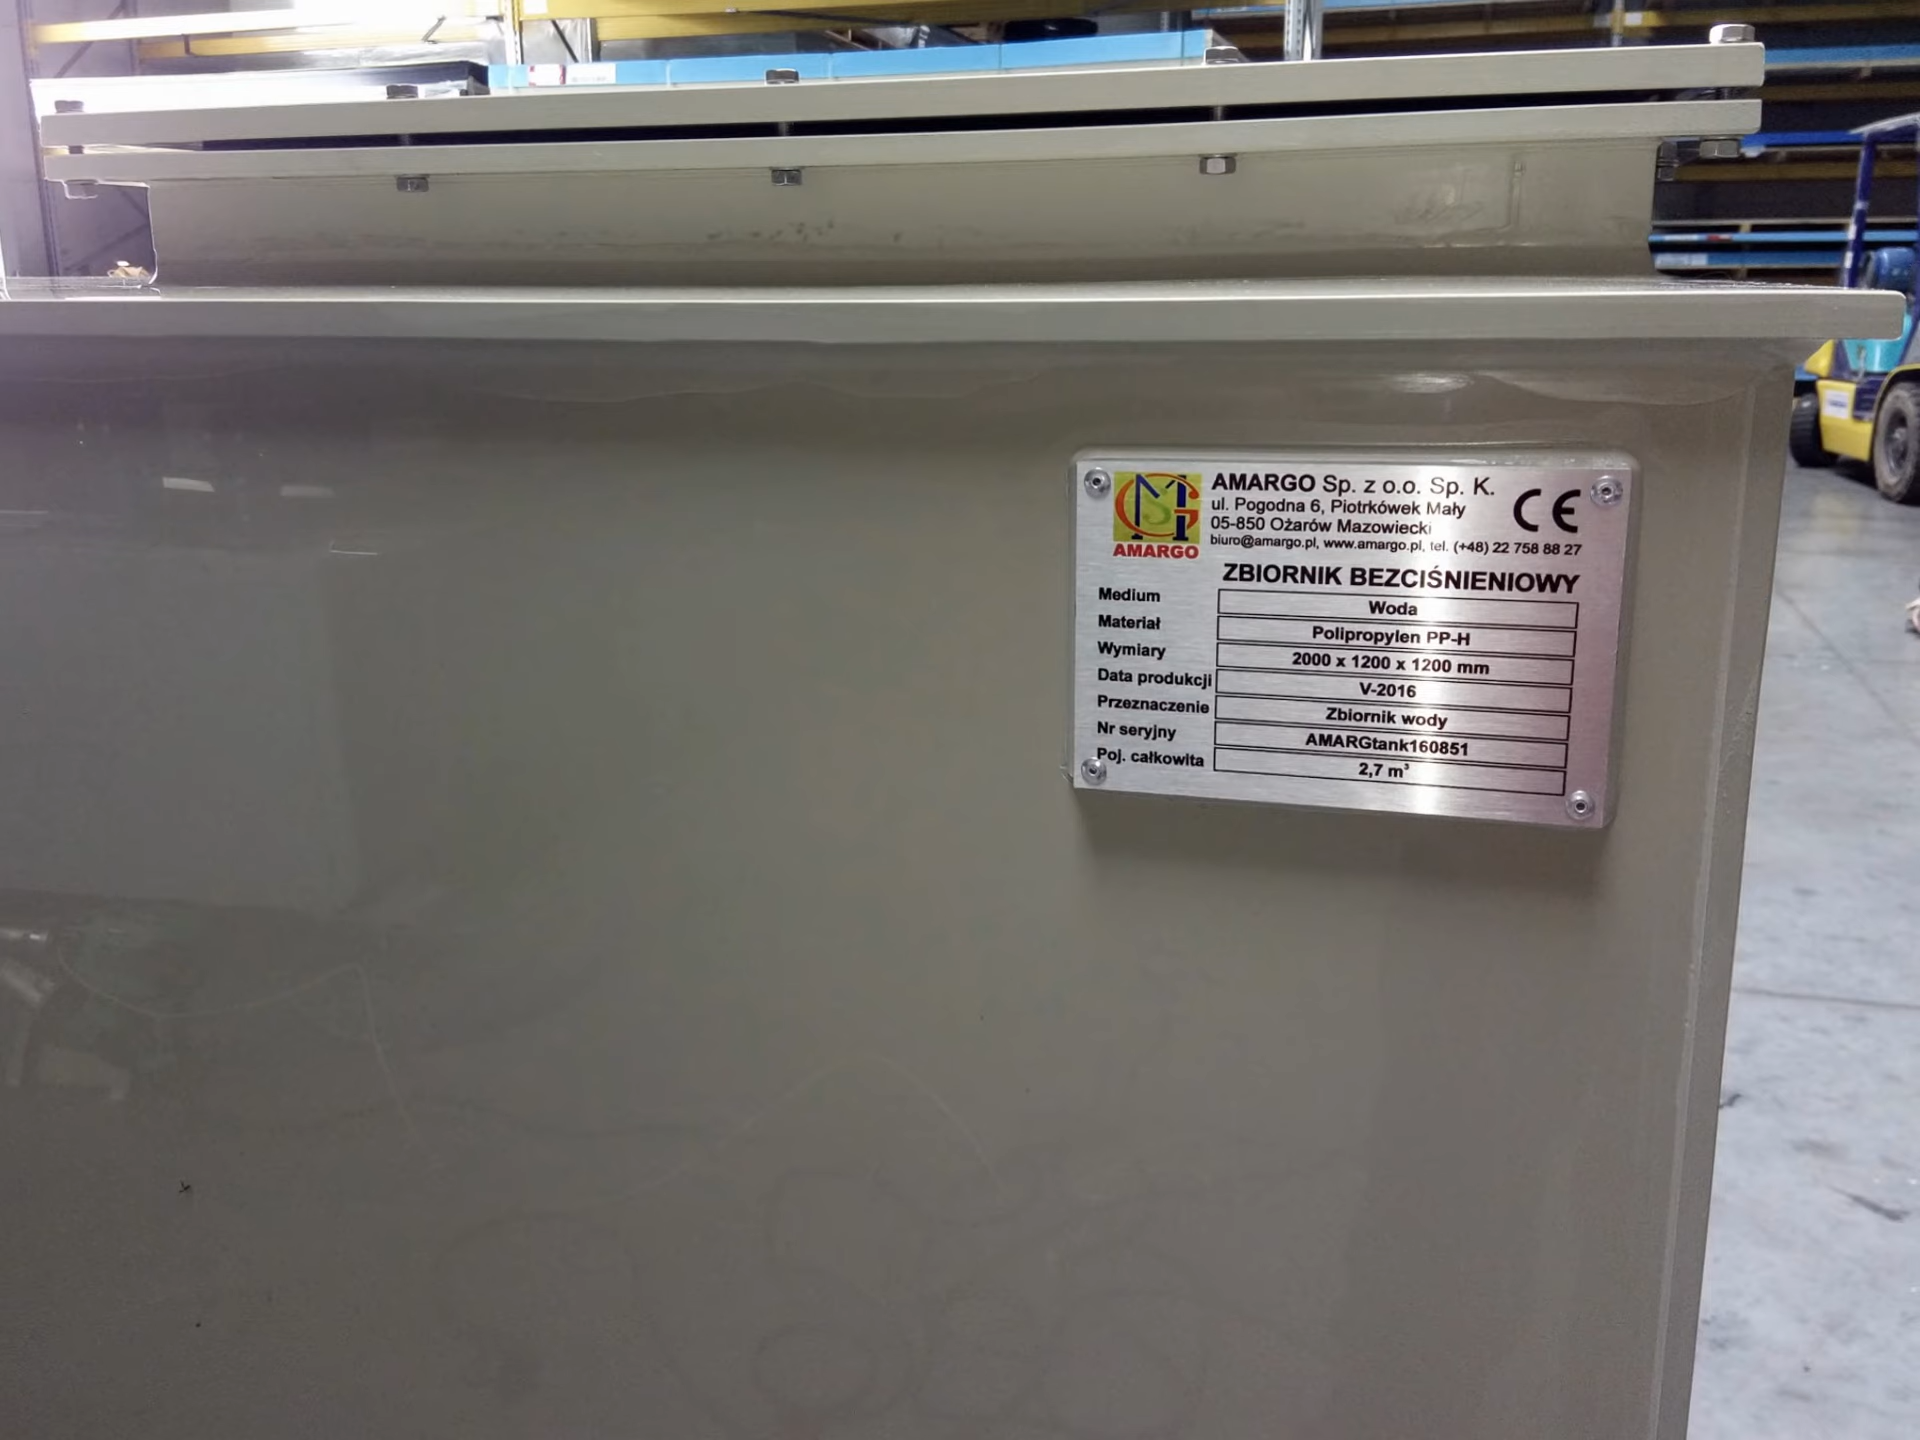 AMARGO
AMARGO Sp. z o.o. Sp. K.
ul. Pogodna 6, Piotrkówek Mały
05-850 Ożarów Mazowiecki
biuro@amargo.pl, www.amargo.pl, tel. (+48) 22 758 88 27
CE
ZBIORNIK BEZCIŚNIENIOWY
Medium Woda
Materiał Polipropylen PP-H
Wymiary 2000 x 1200 x 1200 mm
Data produkcji V-2016
Przeznaczenie Zbiornik wody
Nr seryjny AMARGtank160851
Poj. całkowita 2,7 m³